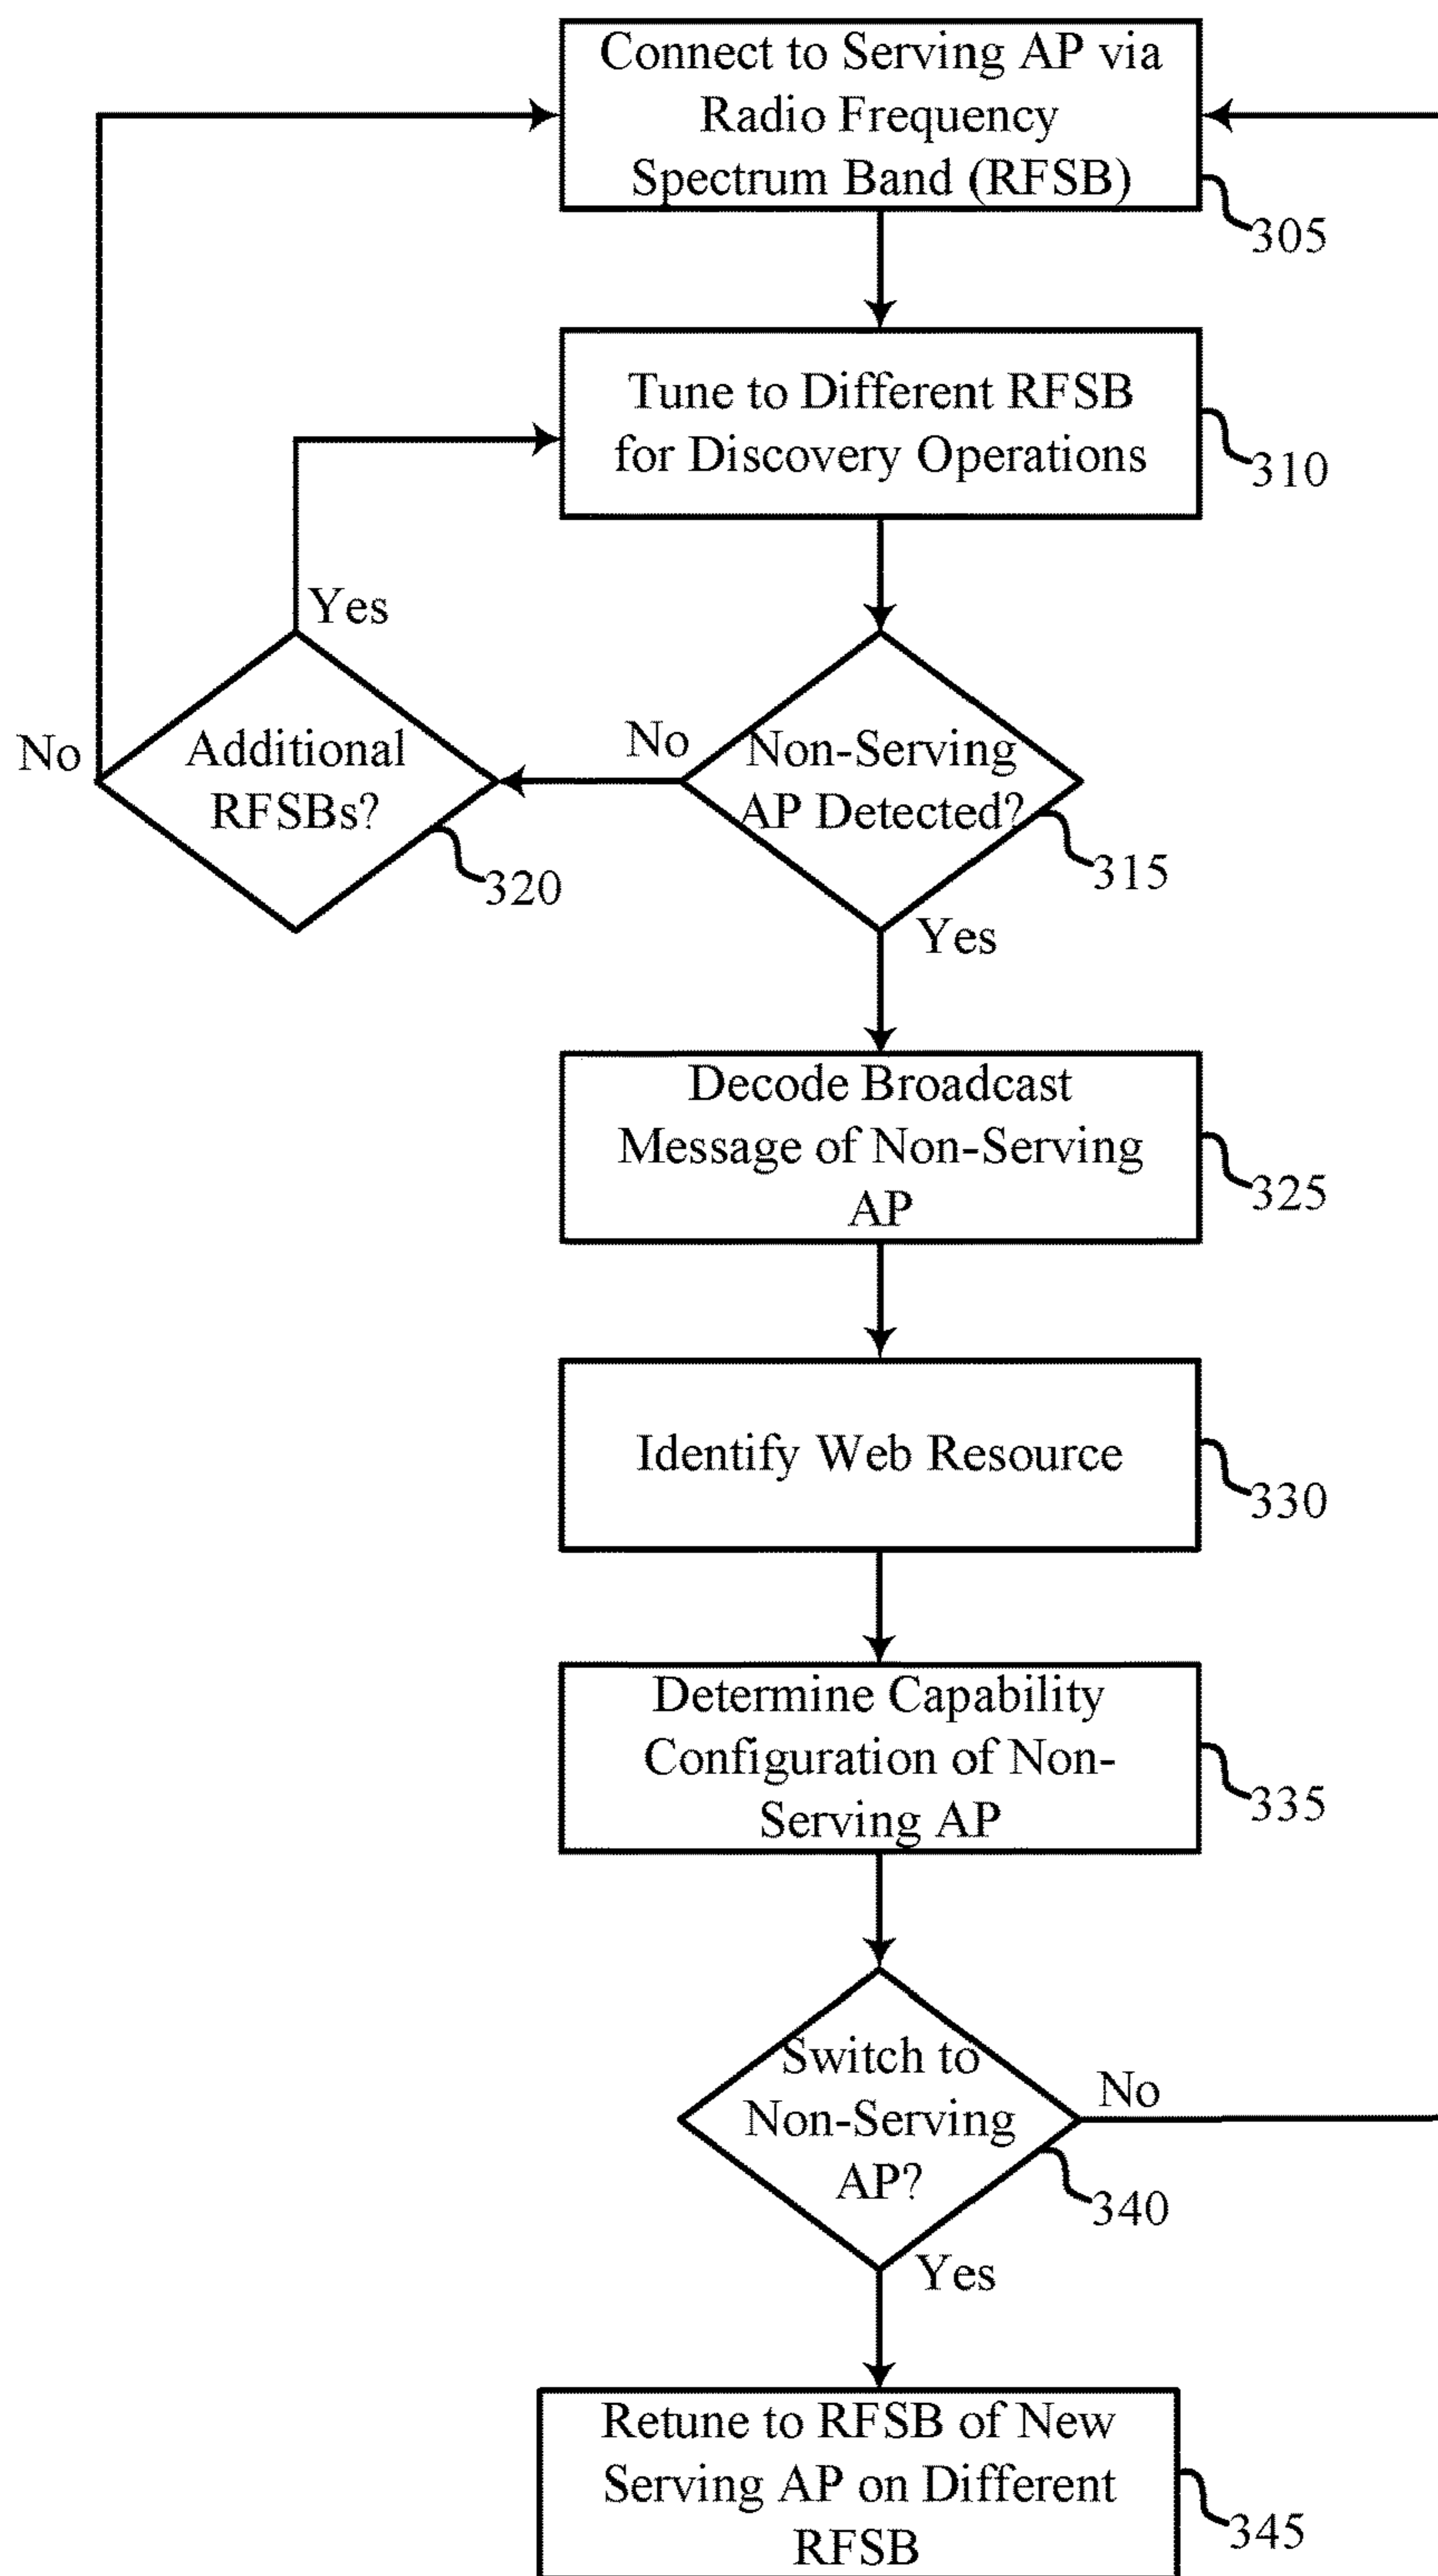 Connect to Serving AP via
Radio Frequency
Spectrum Band (RFSB)
305
Tune to Different RFSB
for Discovery Operations
310
Yes
No
Additional
RFSBs?
320
No
Non-Serving
AP Detected?
315
Yes
Decode Broadcast
Message of Non-Serving
AP
325
Identify Web Resource
330
Determine Capability
Configuration of Non-
Serving AP
335
Switch to
Non-Serving
AP?
No
340
Yes
Retune to RFSB of New
Serving AP on Different
RFSB
345